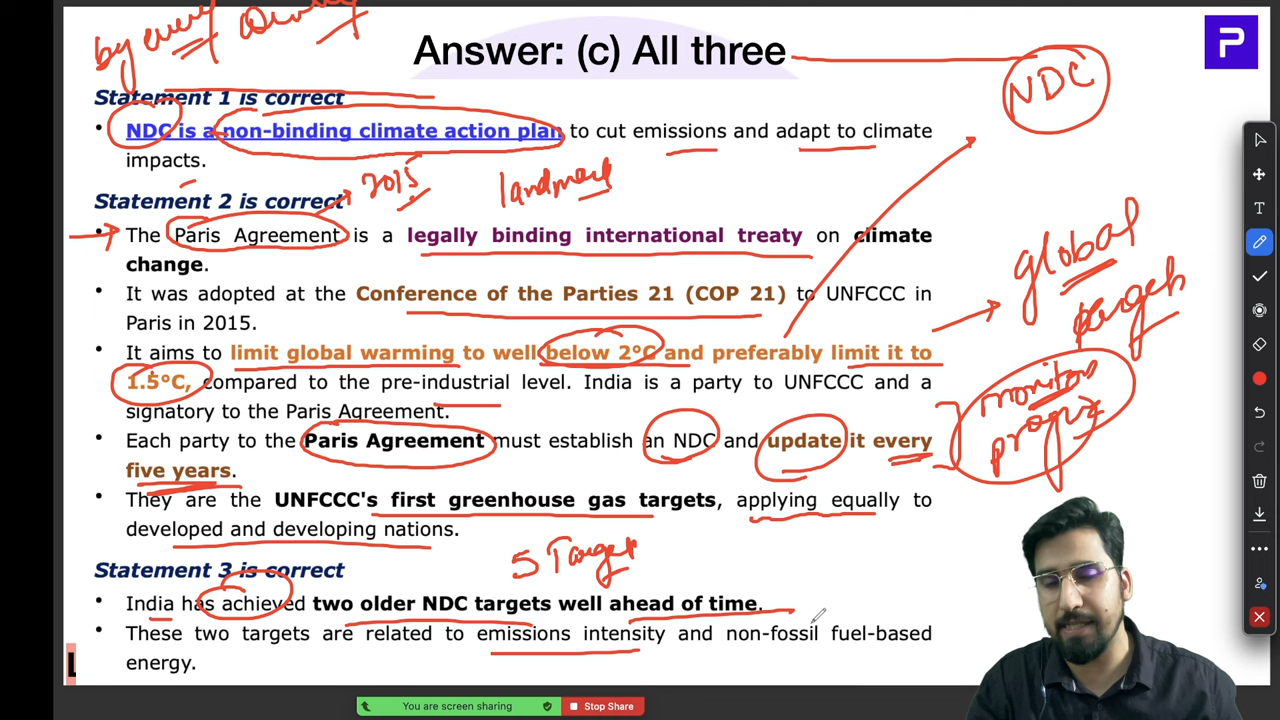 by every country
Answer: (c) All three
P
NDC
Statement 1 is correct
• NDC is a non-binding climate action plan to cut emissions and adapt to climate
impacts.
2015
landmark
Statement 2 is correct
• The Paris Agreement is a legally binding international treaty on climate
change.
• It was adopted at the Conference of the Parties 21 (COP 21) to UNFCCC in
Paris in 2015.
global
targets
• It aims to limit global warming to well below 2°C and preferably limit it to
1.5°C, compared to the pre-industrial level. India is a party to UNFCCC and a
signatory to the Paris Agreement.
monitor
• Each party to the Paris Agreement must establish an NDC and update it every
five years.
• They are the UNFCCC's first greenhouse gas targets, applying equally to
developed and developing nations.
5 Target
Statement 3 is correct
• India has achieved two older NDC targets well ahead of time.
• These two targets are related to emissions intensity and non-fossil fuel-based
energy.
L
You are screen sharing
Stop Share
T